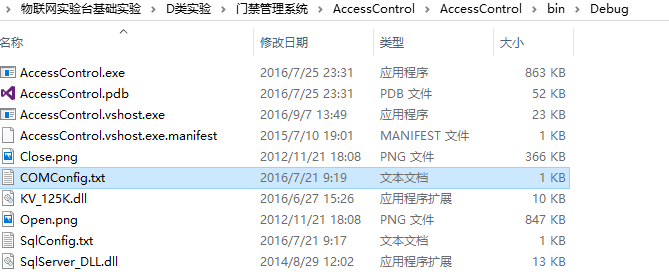 物联网实验台基础实验 > D类实验 > 门禁管理系统 > AccessControl > AccessControl > bin > Debug
名称 修改日期 类型 大小
AccessControl.exe 2016/7/25 23:31 应用程序 863 KB
AccessControl.pdb 2016/7/25 23:31 PDB 文件 52 KB
AccessControl.vshost.exe 2016/9/7 13:49 应用程序 23 KB
AccessControl.vshost.exe.manifest 2015/7/10 19:01 MANIFEST 文件 1 KB
Close.png 2012/11/21 18:08 PNG 文件 366 KB
COMConfig.txt 2016/7/21 9:19 文本文档 1 KB
KV_125K.dll 2016/6/27 15:26 应用程序扩展 10 KB
Open.png 2012/11/21 18:08 PNG 文件 847 KB
SqlConfig.txt 2016/7/21 9:17 文本文档 1 KB
SqlServer_DLL.dll 2014/8/29 12:02 应用程序扩展 13 KB